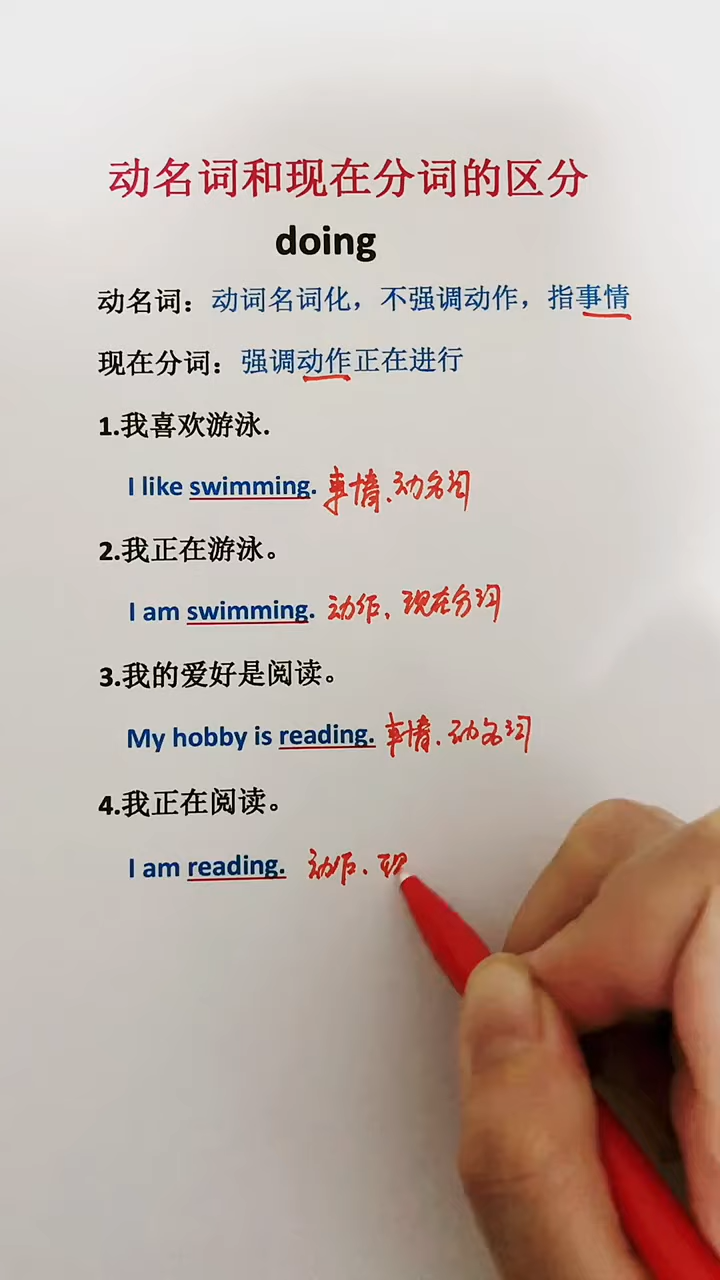 动名词和现在分词的区分
doing
动名词：动词名词化，不强调动作，指事情
现在分词：强调动作正在进行
1.我喜欢游泳.
I like swimming. 事情、动名词
2.我正在游泳。
I am swimming. 动作、现在分词
3.我的爱好是阅读。
My hobby is reading. 事情、动名词
4.我正在阅读。
I am reading. 动作、现